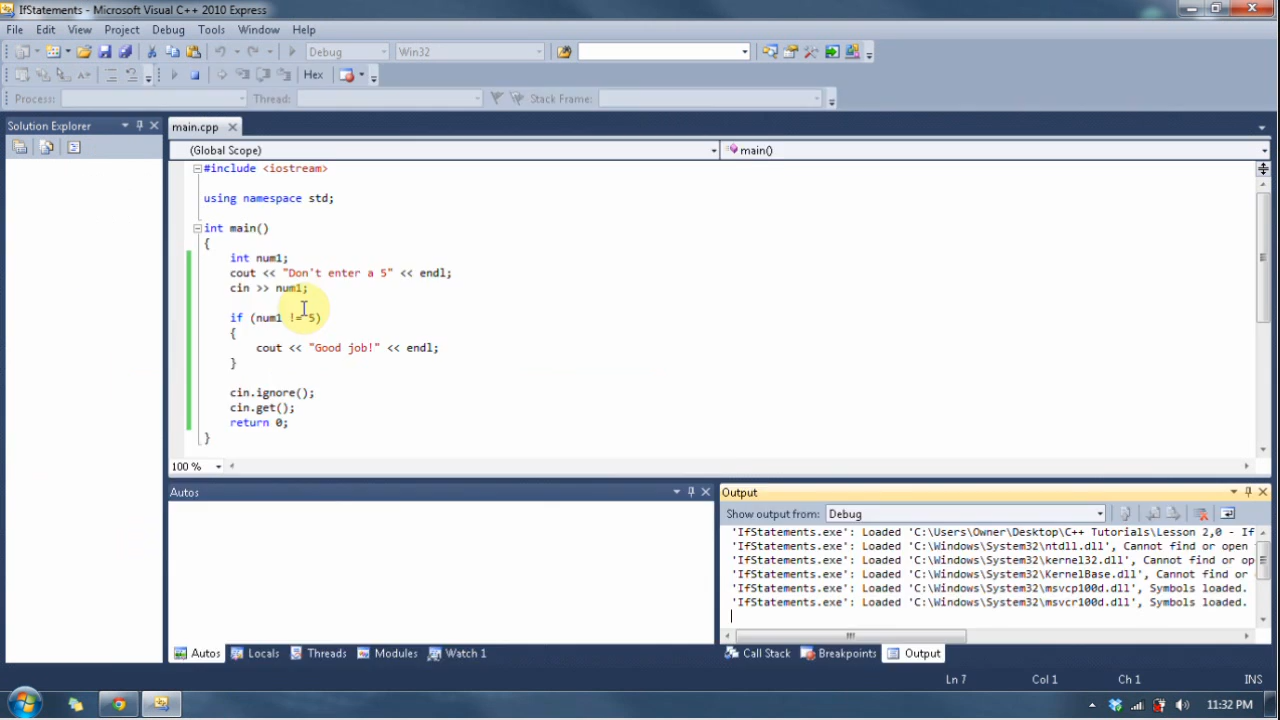 IfStatements - Microsoft Visual C++ 2010 Express
File Edit View Project Debug Tools Window Help
Debug Win32
Hex
Process: Thread: Stack Frame:
Solution Explorer
main.cpp
(Global Scope) main()
#include <iostream>
using namespace std;
int main()
{
int num1;
cout << "Don't enter a 5" << endl;
cin >> num1;
if (num1 != 5)
{
cout << "Good job!" << endl;
}
cin.ignore();
cin.get();
return 0;
}
100 %
Autos
Output
Show output from: Debug
'IfStatements.exe': Loaded 'C:\Users\Owner\Desktop\C++ Tutorials\Lesson 2,0 - If
'IfStatements.exe': Loaded 'C:\Windows\System32\ntdll.dll', Cannot find or open
'IfStatements.exe': Loaded 'C:\Windows\System32\kernel32.dll', Cannot find or op
'IfStatements.exe': Loaded 'C:\Windows\System32\KernelBase.dll', Cannot find or
'IfStatements.exe': Loaded 'C:\Windows\System32\msvcp100d.dll', Symbols loaded.
'IfStatements.exe': Loaded 'C:\Windows\System32\msvcr100d.dll', Symbols loaded.
Autos Locals Threads Modules Watch 1
Call Stack Breakpoints Output
Ln 7 Col 1 Ch 1 INS
11:32 PM